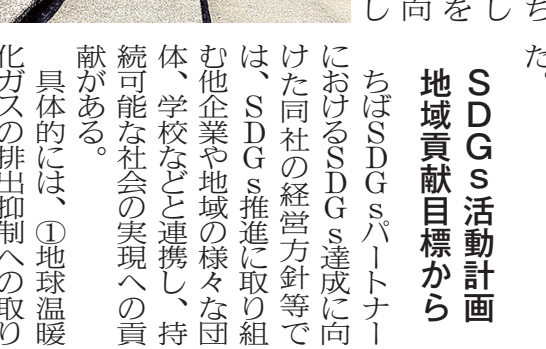 ちをし
し向
た。
SDGs活動計画
地域貢献目標から
ちばSDGsパートナー
におけるSDGs達成に向
けた同社の経営方針等で
は、SDGs推進に取り組
む他企業や地域の様々な団
体、学校などと連携し、持
続可能な社会の実現への貢
献がある。
具体的には、①地球温暖
化ガスの排出抑制への取り